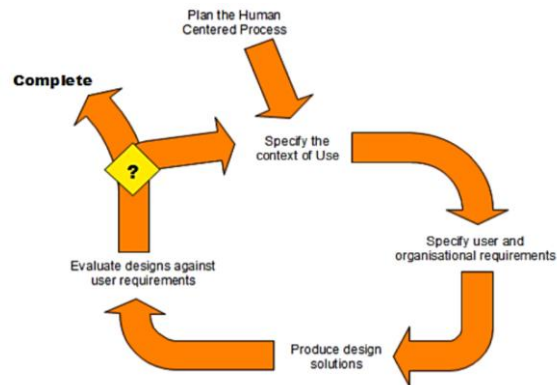 Plan the Human
Centered Process
Complete
?
Specify the
context of Use
Specify user and
organisational requirements
Evaluate designs against
user requirements
Produce design
solutions